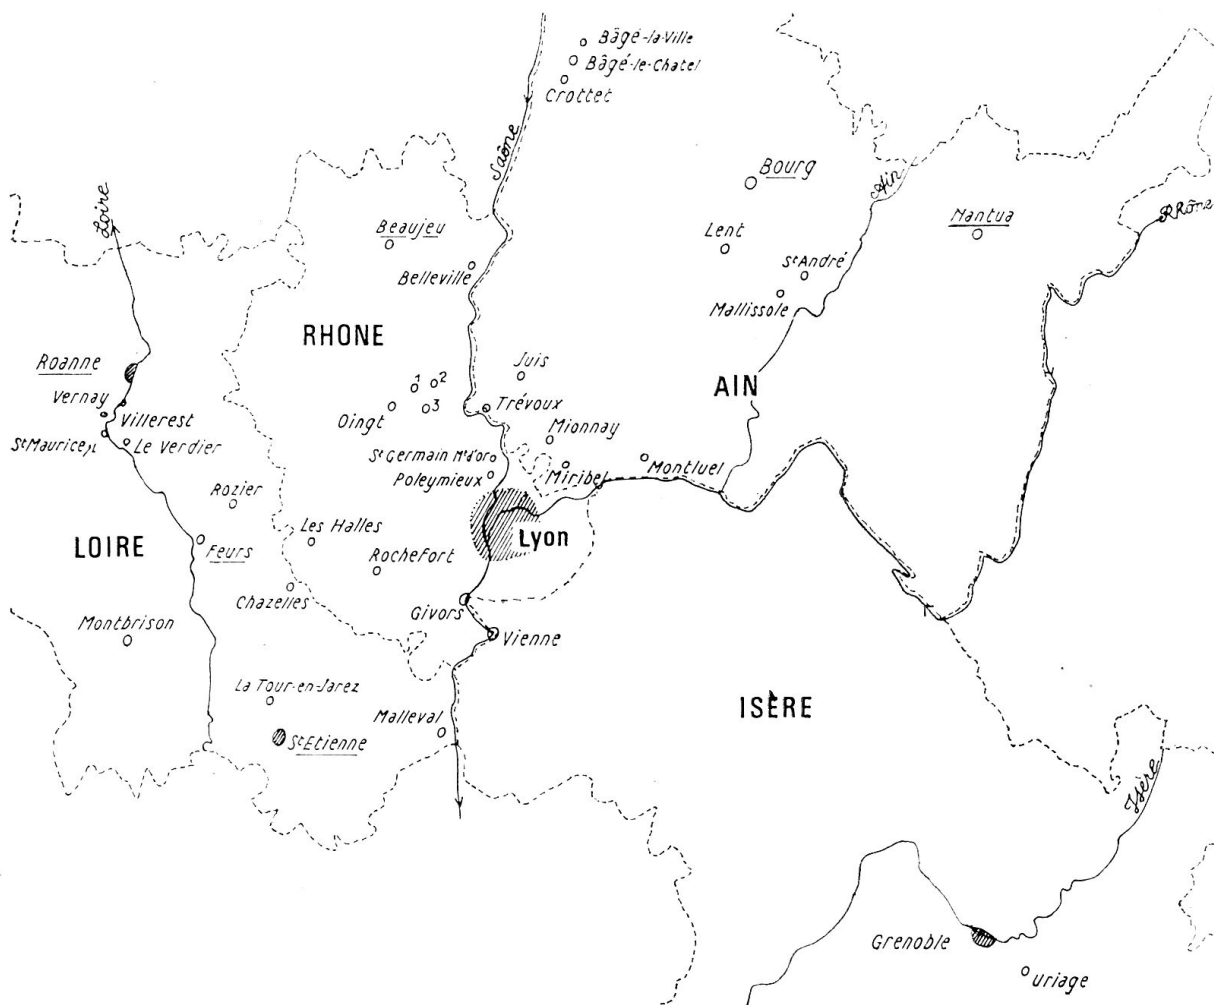 Bâgé-la-Ville
Bâgé-le-Chatel
Crottet
Saône
Bourg
Ain
Loire
Beaujeu
Lent
Mantua
Rhône
Belleville
St André
Mallissole
RHONE
Roanne
Juis
AIN
1
2
Vernay
Villerest
Oingt
3
Trévoux
St Maurice s/L
Le Verdier
Mionnay
St Germain Mt d'or
Miribel
Montluel
Poleymieux
Rozier
Les Halles
Lyon
LOIRE
Feurs
Rochefort
Chazelles
Givors
Montbrison
Vienne
La Tour-en-Jarez
Malleval
ISÈRE
St Etienne
Isère
Grenoble
Uriage